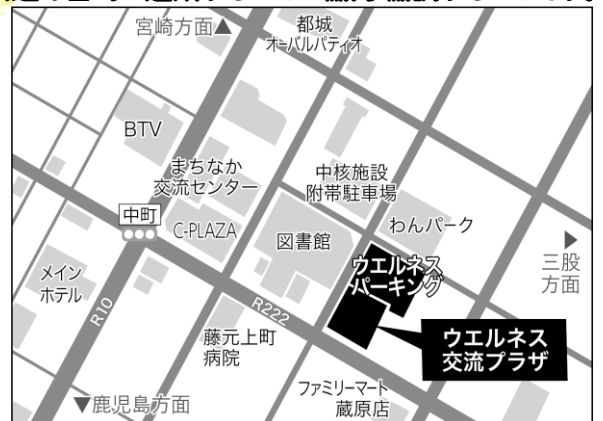 宮崎方面▲
都城
オーバルパティオ
BTV
まちなか
交流センター
中核施設
附帯駐車場
中町
C-PLAZA
図書館
わんパーク
▶
三股
方面
メイン
ホテル
ウエルネス
パーキング
R10
R222
藤元上町
病院
ウエルネス
交流プラザ
ファミリーマート
蔵原店
▼鹿児島方面